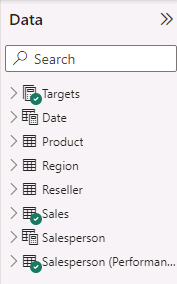 Data
Search
Targets
Date
Product
Region
Reseller
Sales
Salesperson
Salesperson (Performan...